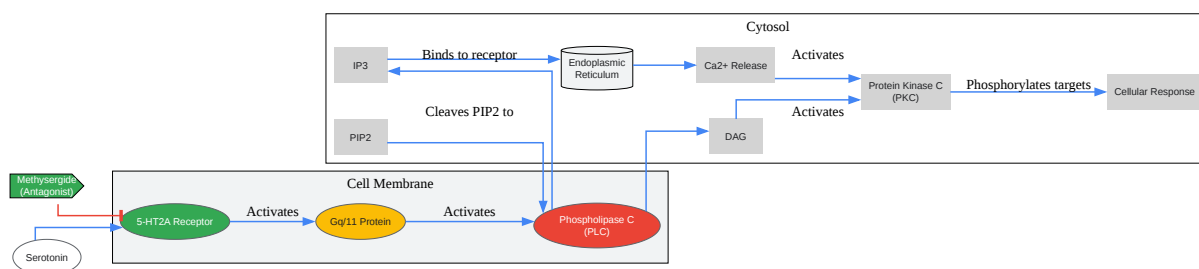 Cytosol
IP3
Binds to receptor
Endoplasmic
Reticulum
Ca2+ Release
Activates
Protein Kinase C
(PKC)
Phosphorylates targets
Cellular Response
Cleaves PIP2 to
Activates
PIP2
DAG
Methysergide
(Antagonist)
Cell Membrane
5-HT2A Receptor
Activates
Gq/11 Protein
Activates
Phospholipase C
(PLC)
Serotonin